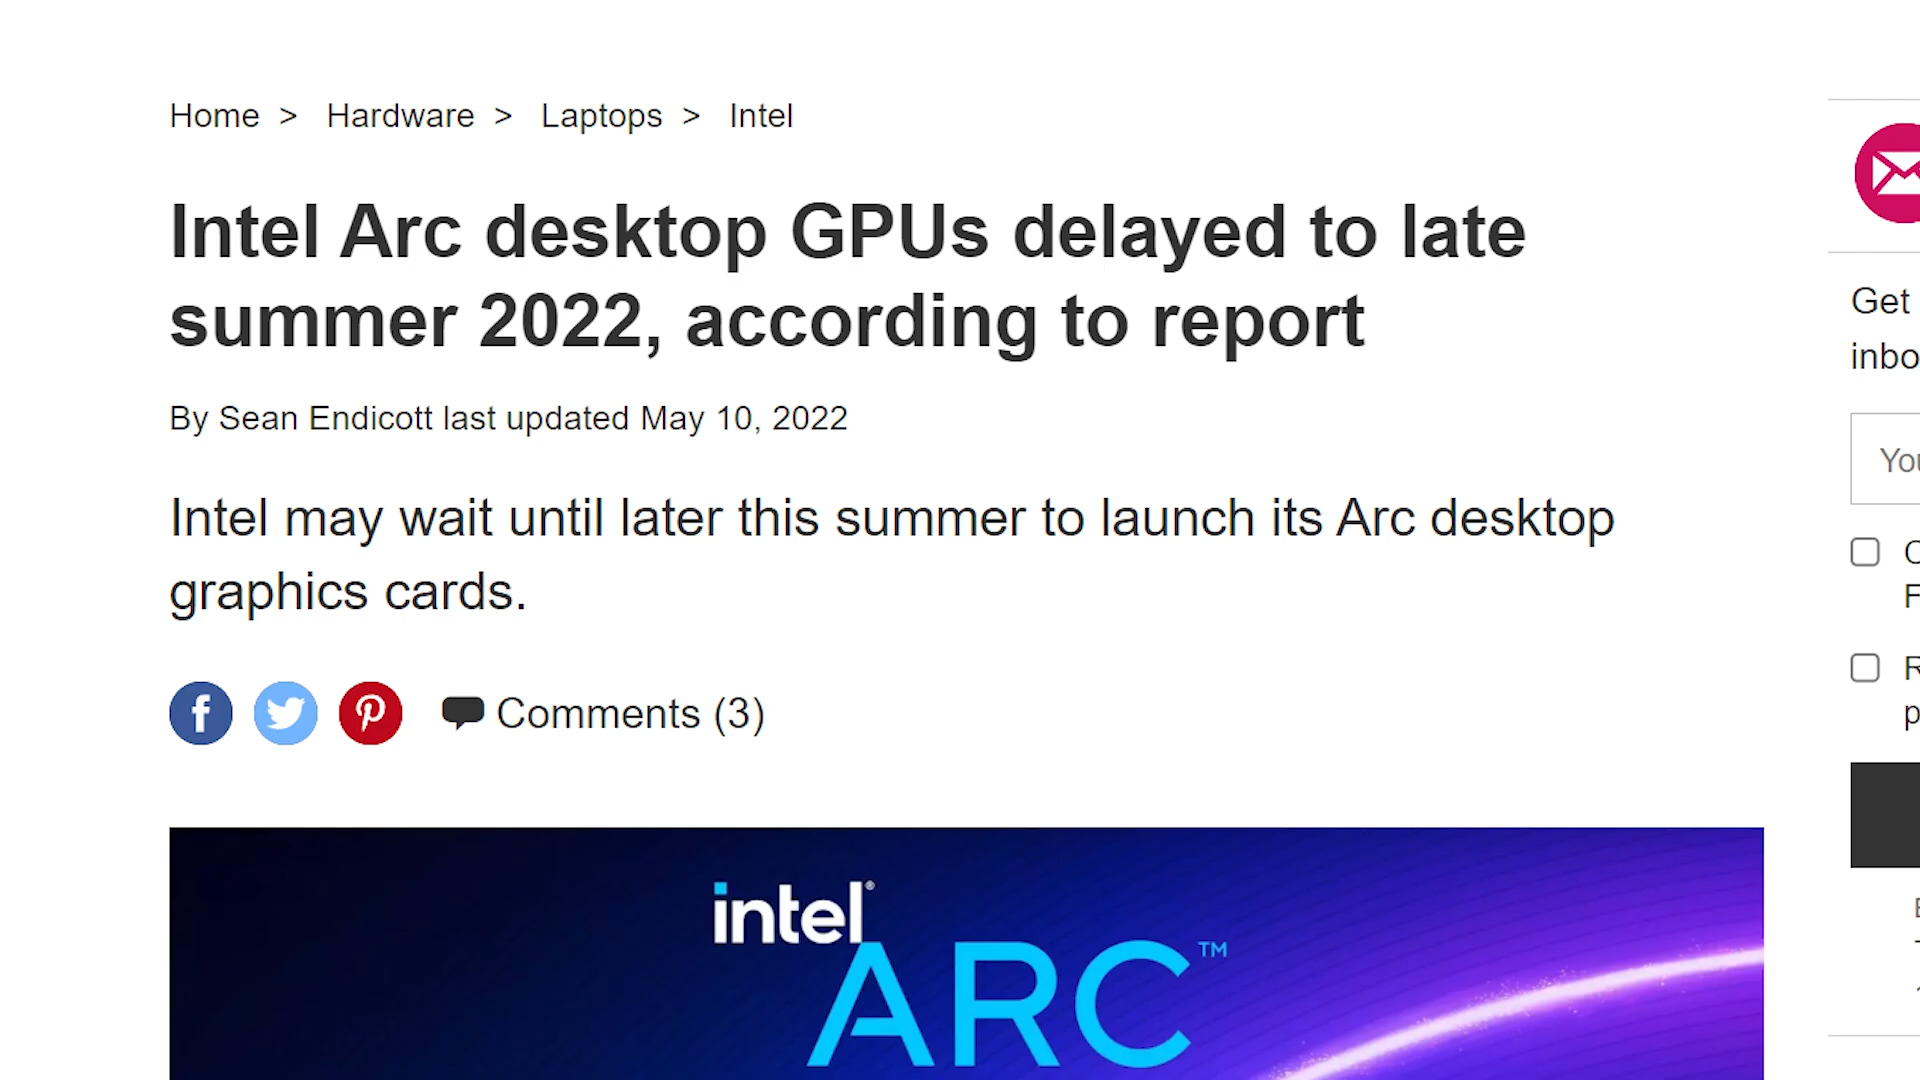 Home > Hardware > Laptops > Intel
Intel Arc desktop GPUs delayed to late
summer 2022, according to report
By Sean Endicott last updated May 10, 2022
Intel may wait until later this summer to launch its Arc desktop
graphics cards.
Comments (3)
intel®
ARC™
Get